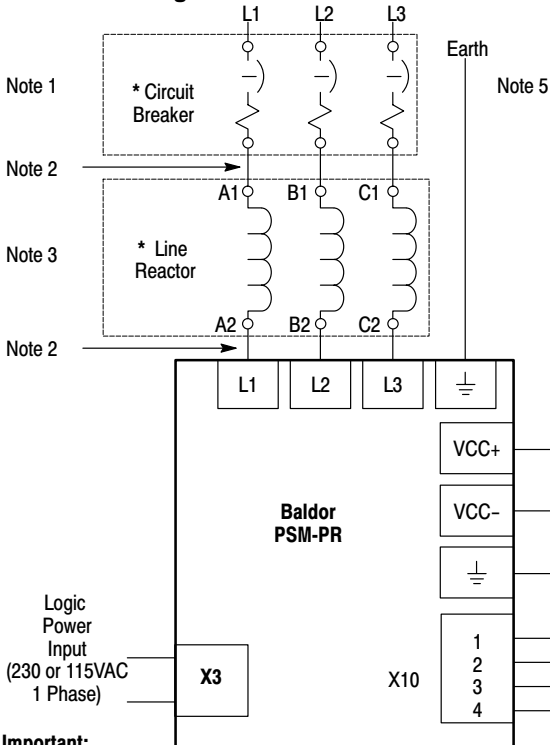 L1 L2 L3
Earth
Note 1
* Circuit
Breaker
Note 5
Note 2
A1 B1 C1
Note 3
* Line
Reactor
A2 B2 C2
Note 2
L1 L2 L3
VCC+
VCC-
Baldor
PSM-PR
Logic
Power
Input
(230 or 115VAC
1 Phase)
X3
X10
1
2
3
4
Important: